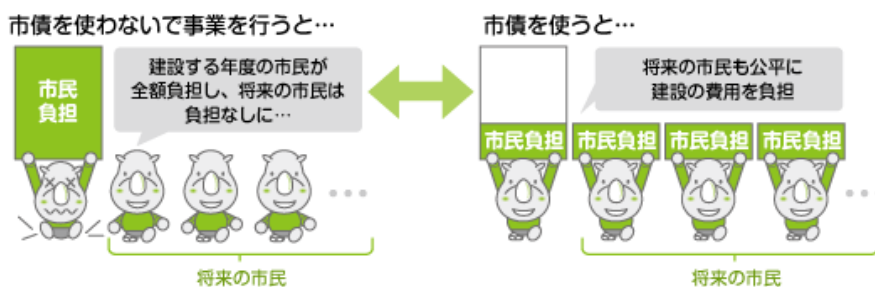 市債を使わないで事業を行うと…
市民
負担
建設する年度の市民が
全額負担し、将来の市民は
負担なしに…
将来の市民
市債を使うと…
将来の市民も公平に
建設の費用を負担
市民負担
市民負担
市民負担
市民負担
将来の市民